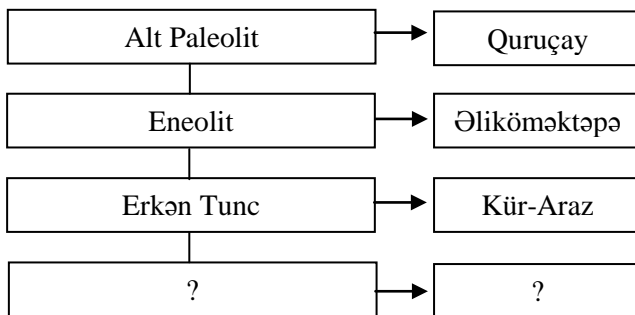 Alt Paleolit
Quruçay
Eneolit
Əliköməktəpə
Erkən Tunc
Kür-Araz
?
?